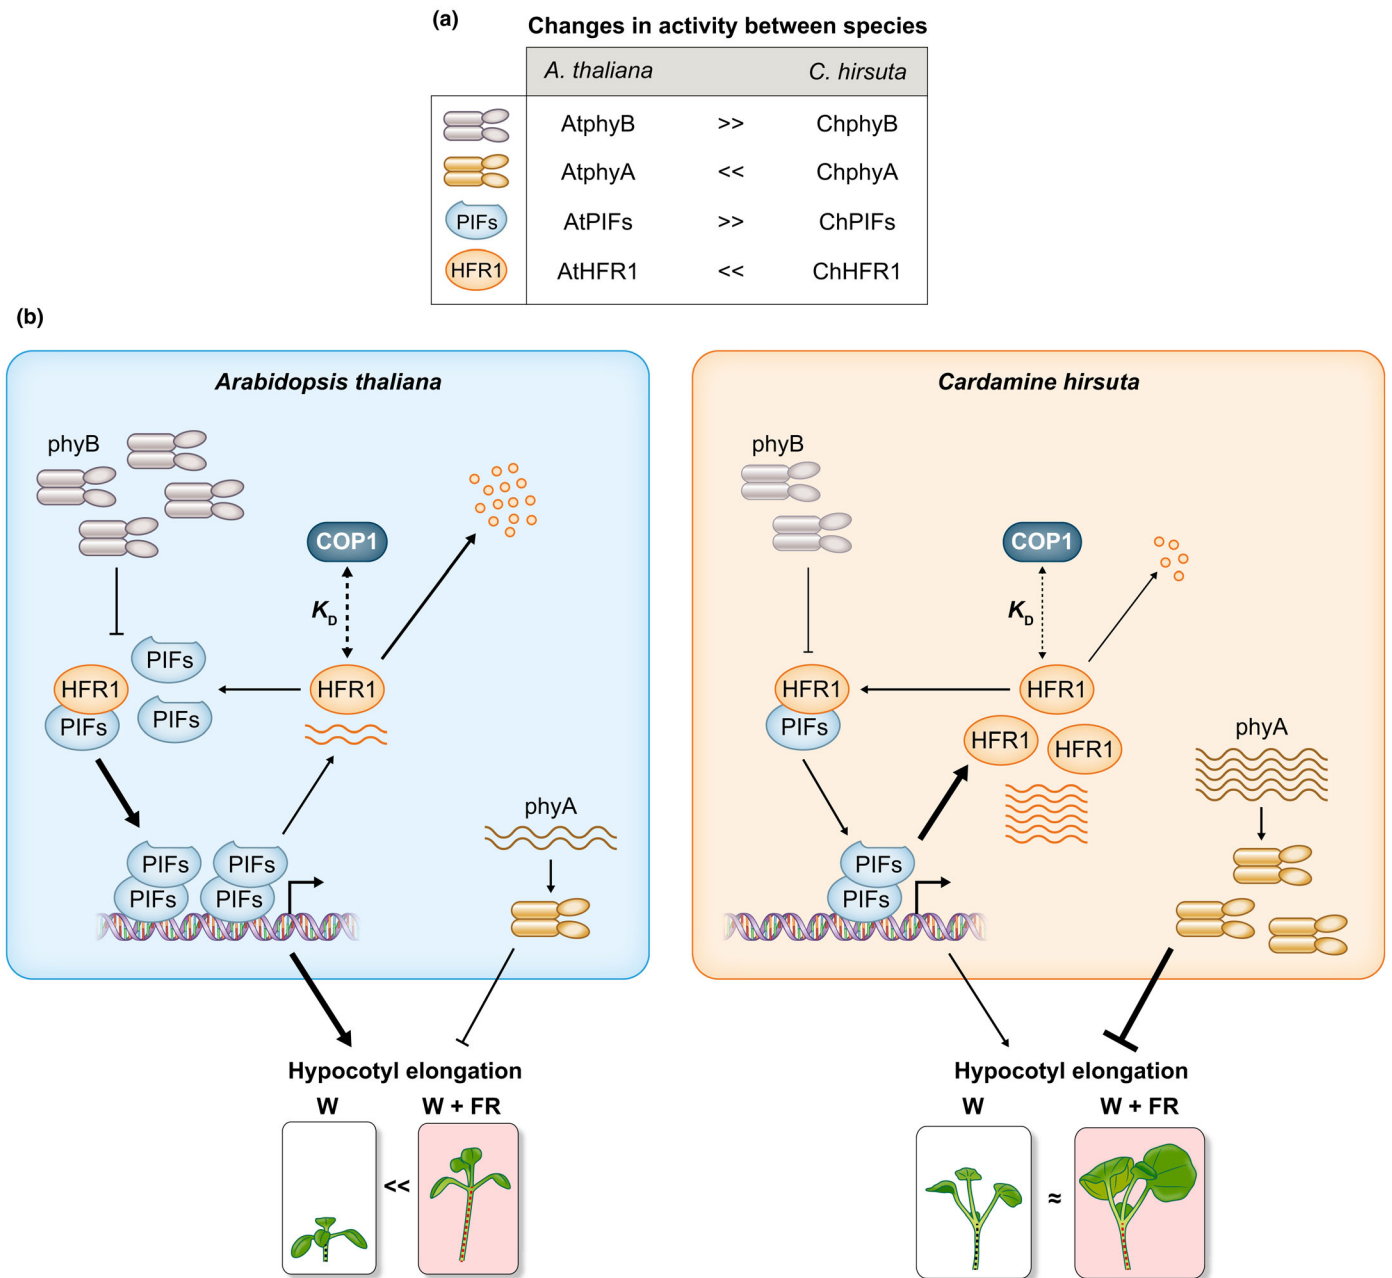 (a)
Changes in activity between species
A. thaliana C. hirsuta
AtphyB >> ChphyB
AtphyA << ChphyA
PIFs AtPIFs >> ChPIFs
HFR1 AtHFR1 << ChHFR1
(b)
Arabidopsis thaliana
phyB
COP1
KD
PIFs
HFR1
PIFs
PIFs
HFR1
phyA
PIFs PIFs
PIFs PIFs
Hypocotyl elongation
W W + FR
<<
Cardamine hirsuta
phyB
COP1
KD
HFR1
PIFs
HFR1
HFR1
HFR1
phyA
PIFs
PIFs
Hypocotyl elongation
W W + FR
≈